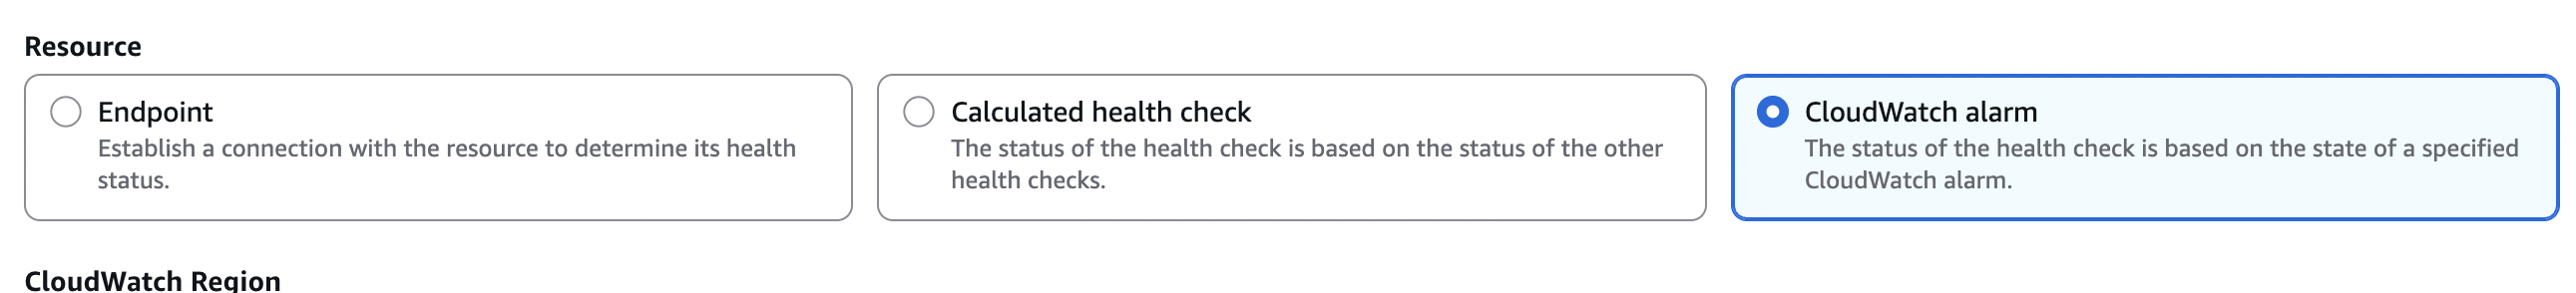 Resource
Endpoint
Establish a connection with the resource to determine its health
status.
Calculated health check
The status of the health check is based on the status of the other
health checks.
CloudWatch alarm
The status of the health check is based on the state of a specified
CloudWatch alarm.
CloudWatch Region